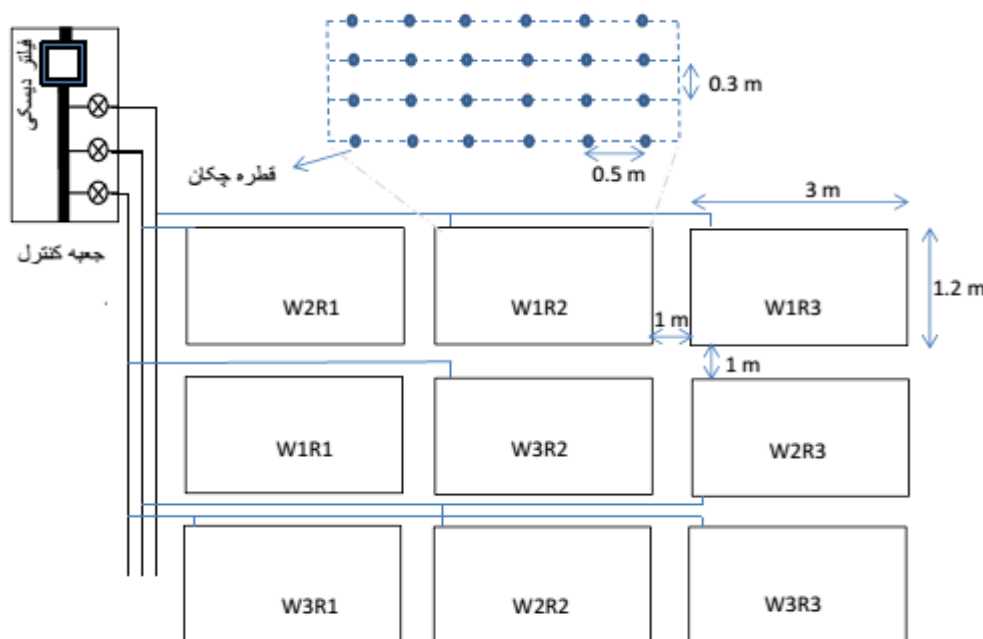 فیلتر دیسکی
جعبه کنترل
0.3 m
0.5 m
قطره چکان
3 m
W2R1
W1R2
W1R3
1.2 m
1 m
1 m
W1R1
W3R2
W2R3
W3R1
W2R2
W3R3